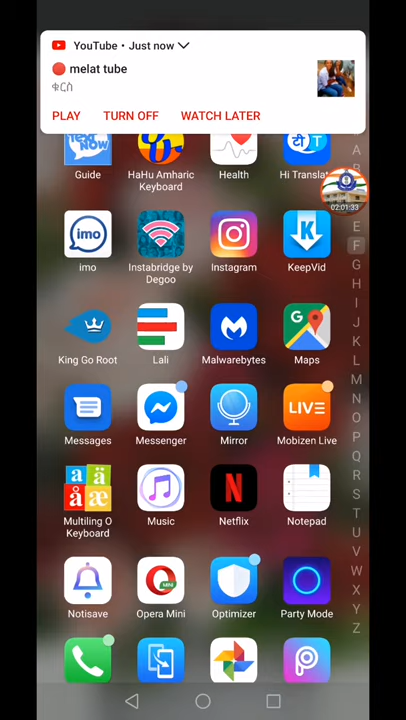 YouTube • Just now
melat tube
ቁርስ
PLAY TURN OFF WATCH LATER
Guide
HaHu Amharic
Keyboard
Health
Hi Transla
02:01:33
imo
imo
Instabridge by
Degoo
Instagram
KeepVid
King Go Root
Lali
Malwarebytes
Maps
Messages
Messenger
Mirror
LIVE
Mobizen Live
a ä
å æ
Multiling O
Keyboard
Music
Netflix
Notepad
Notisave
MINI
Opera Mini
Optimizer
Party Mode
A
E
F
G
H
I
J
K
L
M
N
O
P
Q
R
S
T
U
V
W
X
Y
Z